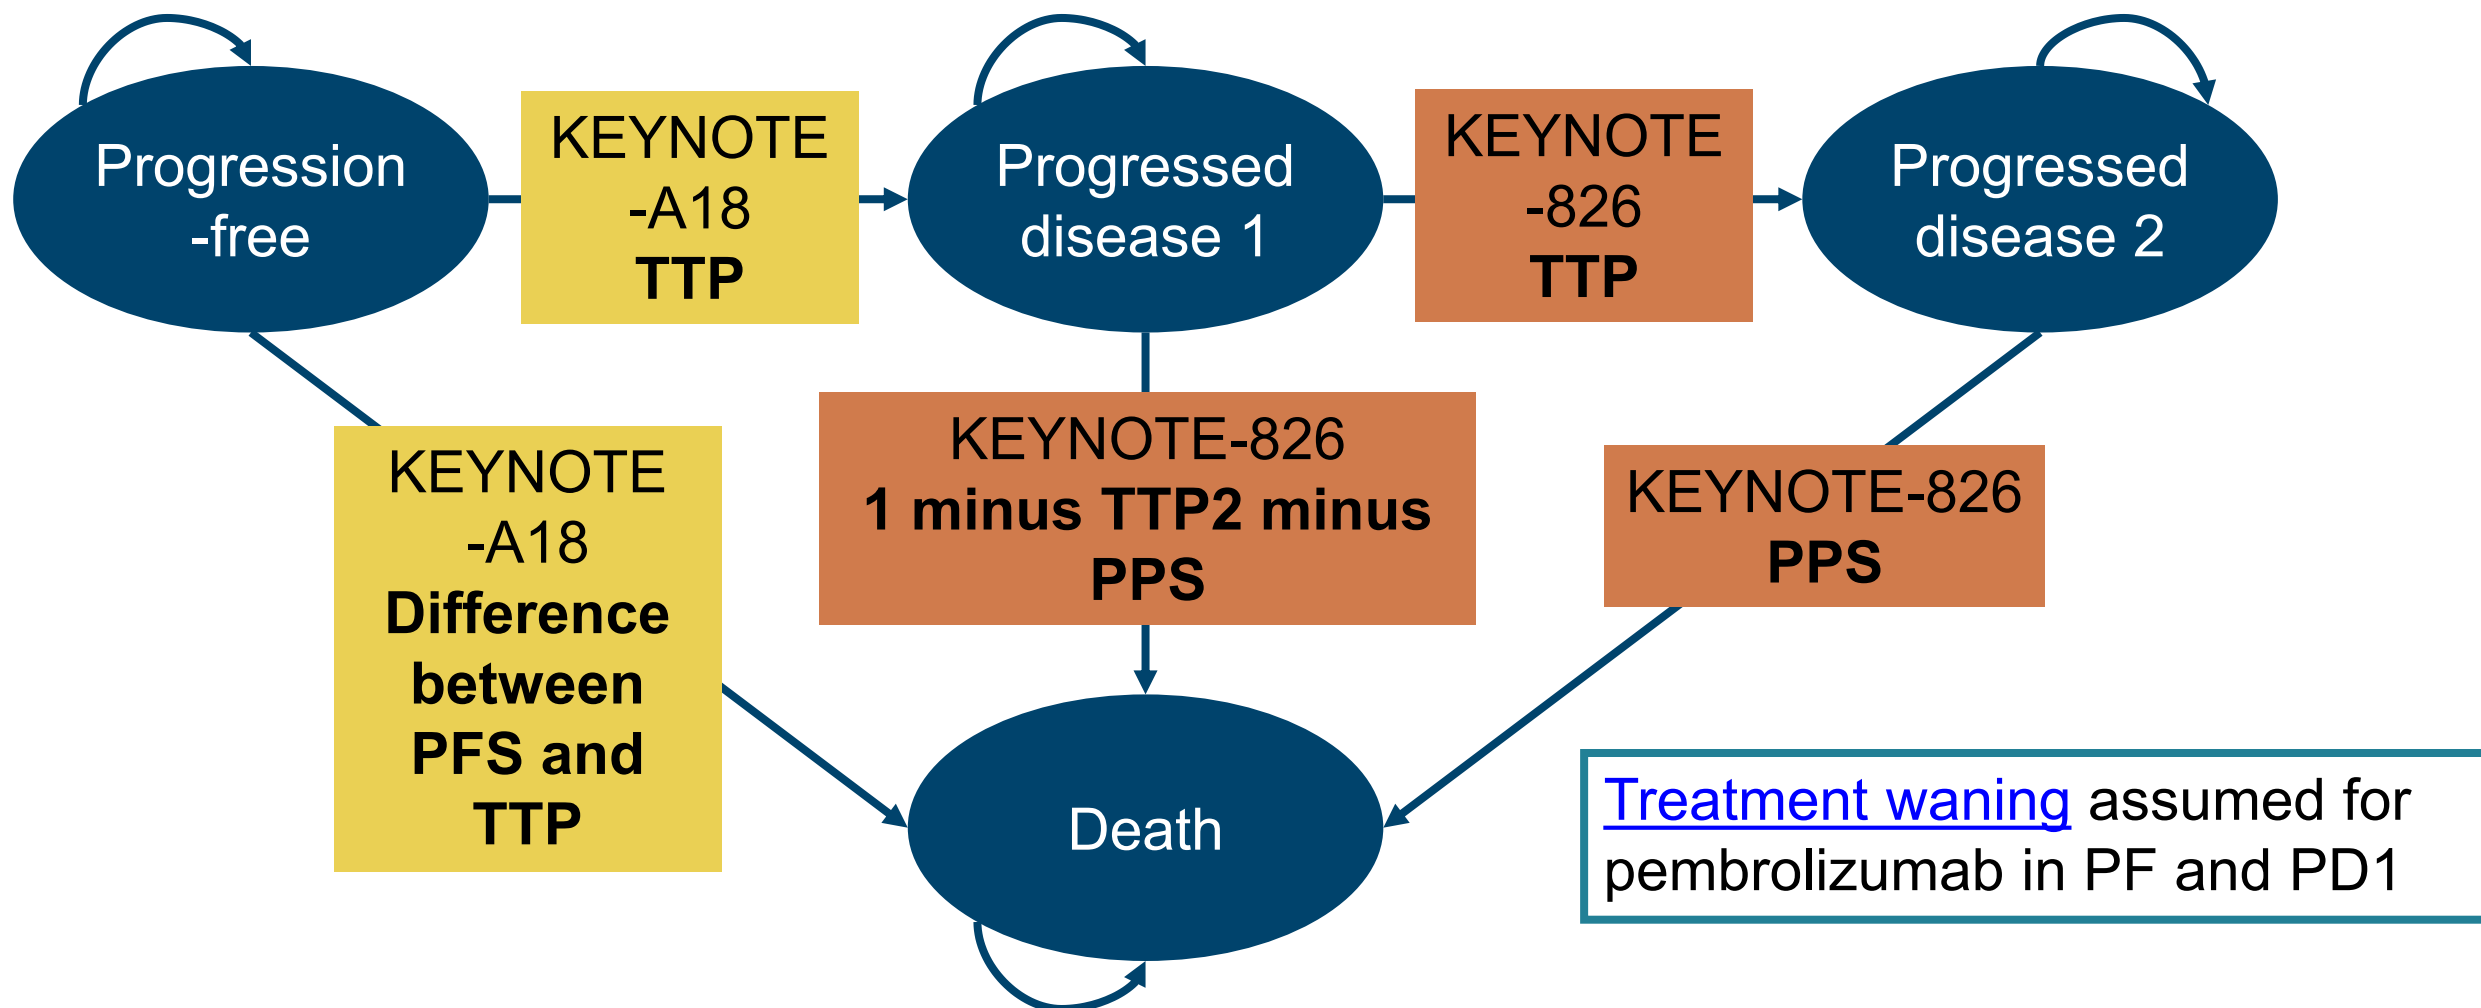 Progression
-free
KEYNOTE
-A18
TTP
Progressed
disease 1
KEYNOTE
-826
TTP
Progressed
disease 2
KEYNOTE
-A18
Difference
between
PFS and
TTP
KEYNOTE-826
1 minus TTP2 minus
PPS
KEYNOTE-826
PPS
Death
Treatment waning assumed for
pembrolizumab in PF and PD1